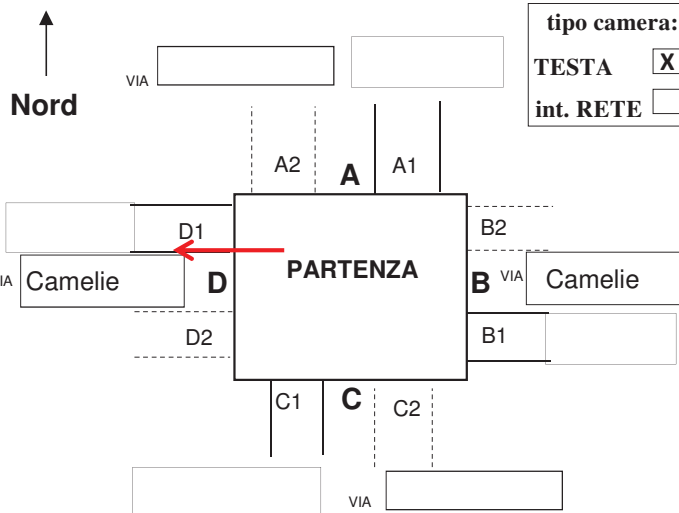 tipo camera:
VIA
TESTA X
Nord
int. RETE
A2 A A1
D1 B2
PARTENZA
VIA Camelie D B VIA Camelie
D2 B1
C1 C C2
VIA